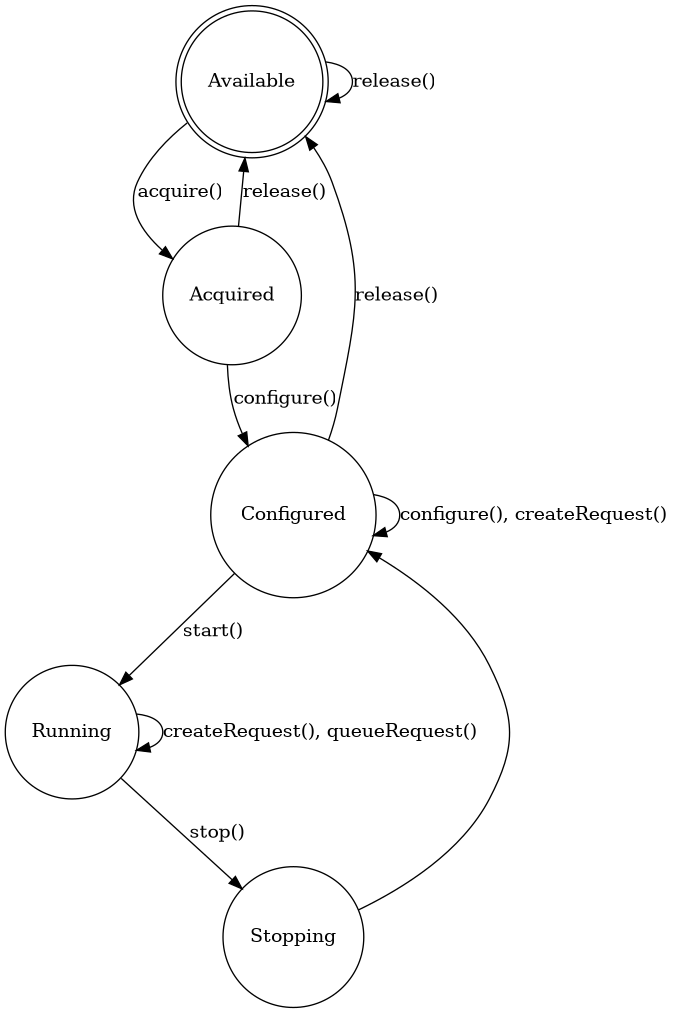 Available
release()
acquire()
release()
Acquired
release()
configure()
Configured
configure(), createRequest()
start()
Running
createRequest(), queueRequest()
stop()
Stopping